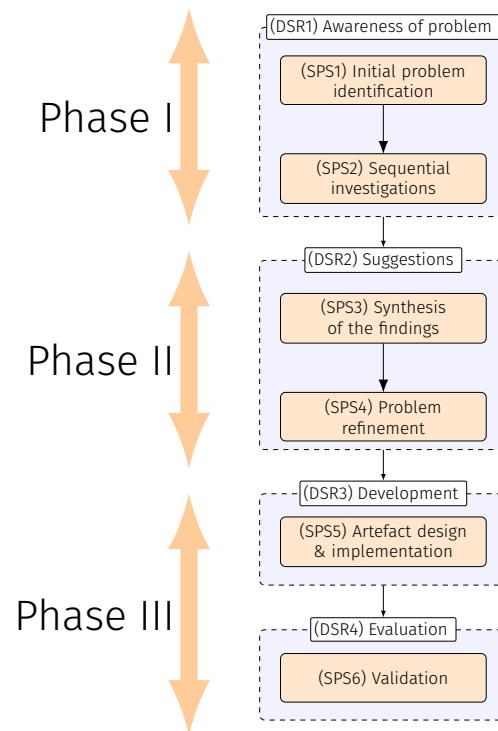 (DSR1) Awareness of problem
(SPS1) Initial problem
identification
Phase I
(SPS2) Sequential
investigations
(DSR2) Suggestions
(SPS3) Synthesis
of the findings
Phase II
(SPS4) Problem
refinement
(DSR3) Development
(SPS5) Artefact design
& implementation
Phase III
(DSR4) Evaluation
(SPS6) Validation